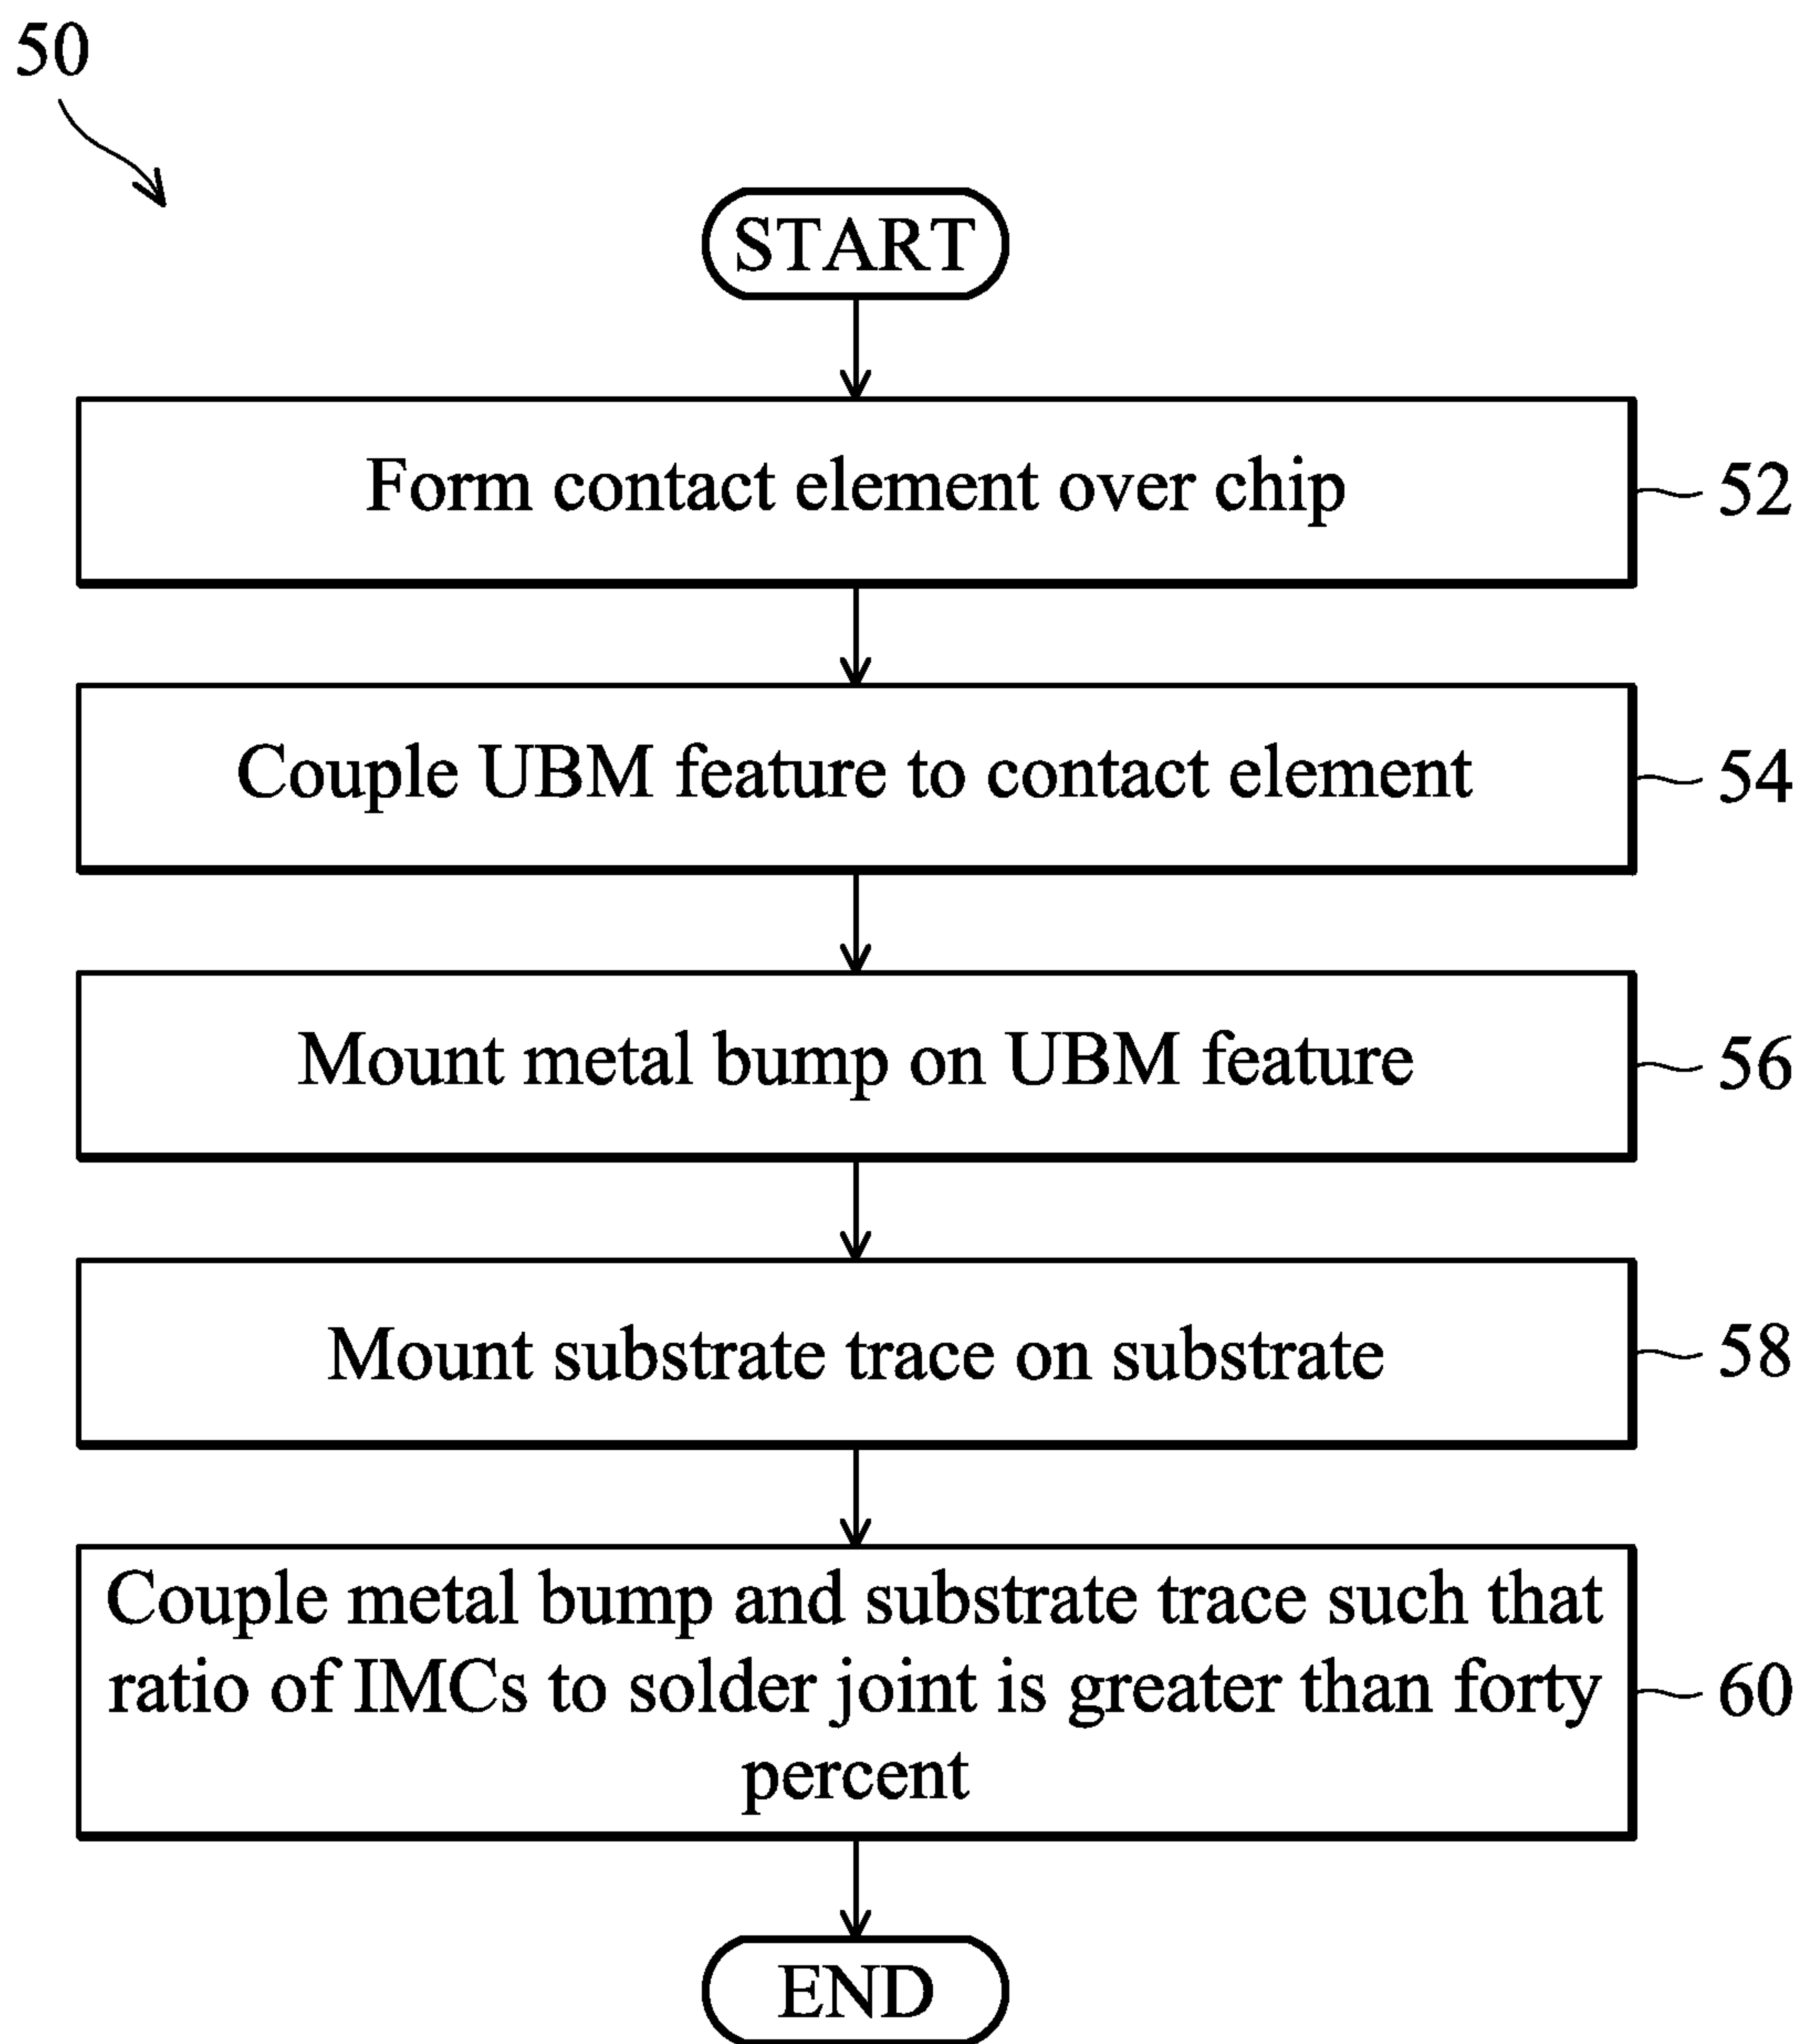 50
START
Form contact element over chip
52
Couple UBM feature to contact element
54
Mount metal bump on UBM feature
56
Mount substrate trace on substrate
58
Couple metal bump and substrate trace such that
ratio of IMCs to solder joint is greater than forty
percent
60
END